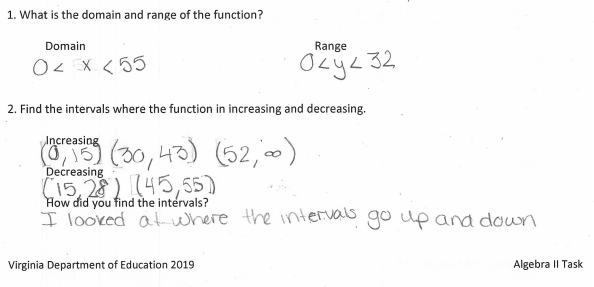 1. What is the domain and range of the function?
Domain Range
0 < x < 55 0<y<32
2. Find the intervals where the function in increasing and decreasing.
Increasing
(0,15) (30,43) (52,∞)
Decreasing
(15,28) (45,55)
How did you find the intervals?
I looked at where the intervals go up and down
Virginia Department of Education 2019 Algebra II Task